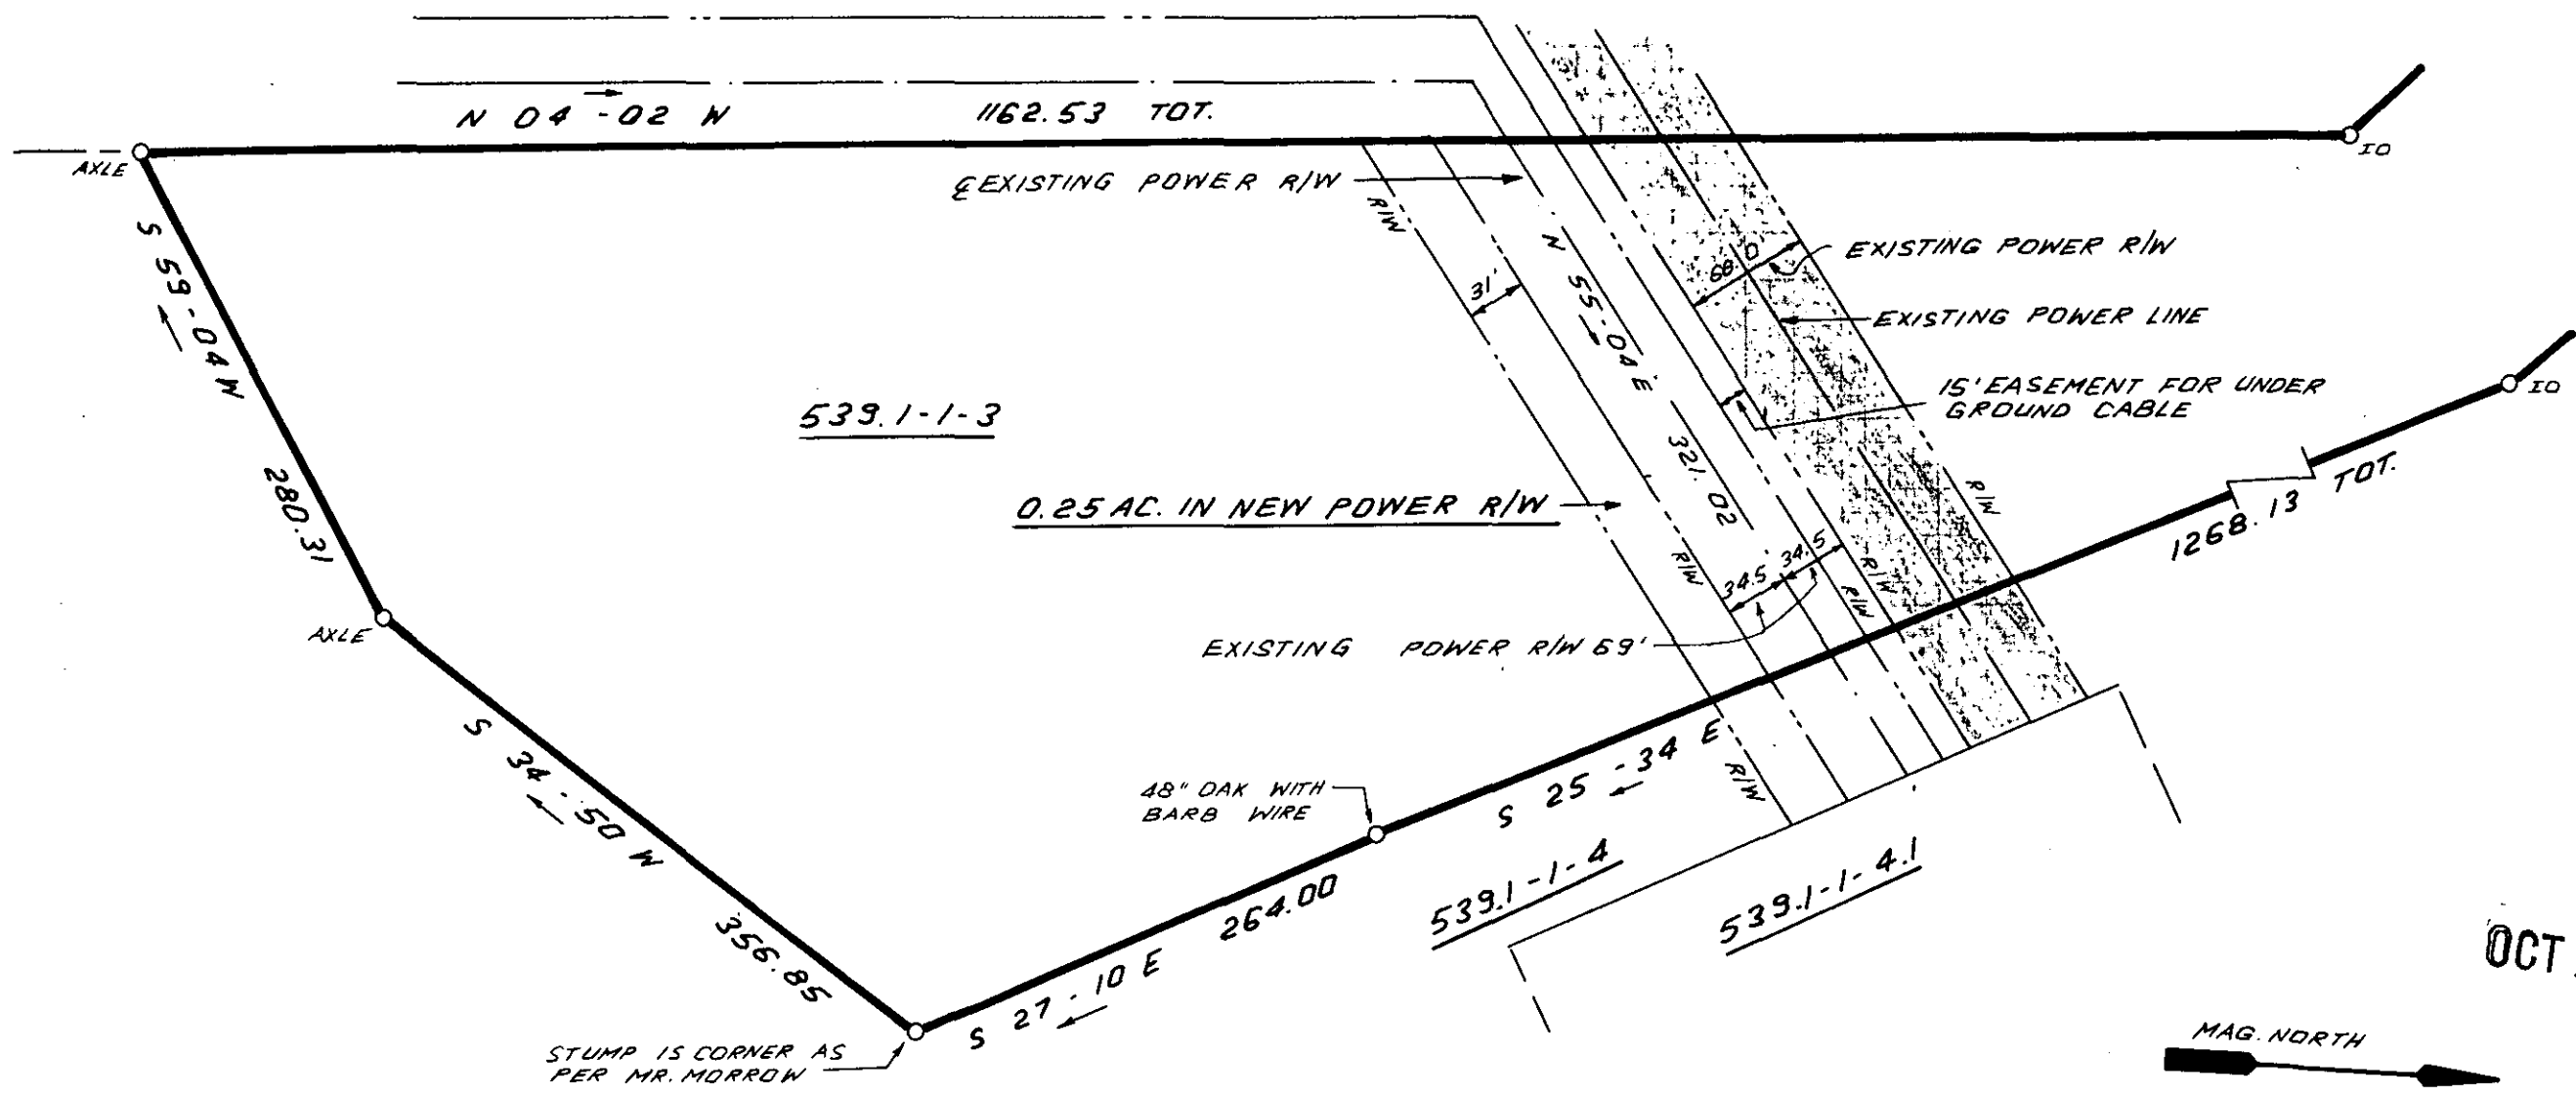 N 04-02 W 1162.53 TOT.
AXLE
IO
℄ EXISTING POWER R/W
R/W
N 55-04 E
321.02
31'
68.0'
EXISTING POWER R/W
EXISTING POWER LINE
15' EASEMENT FOR UNDER
GROUND CABLE
IO
S 59-04 W
280.31
539.1-1-3
0.25 AC. IN NEW POWER R/W
R/W
1268.13 TOT.
34.5 34.5
R/W
R/W
R/W
AXLE
EXISTING POWER R/W 69'
S 34-50 W
356.85
48" OAK WITH
BARB WIRE
S 25-34 E
R/W
539.1-1-4
539.1-1-4.1
264.00
S 27-10 E
STUMP IS CORNER AS
PER MR. MORROW
OCT
MAG. NORTH